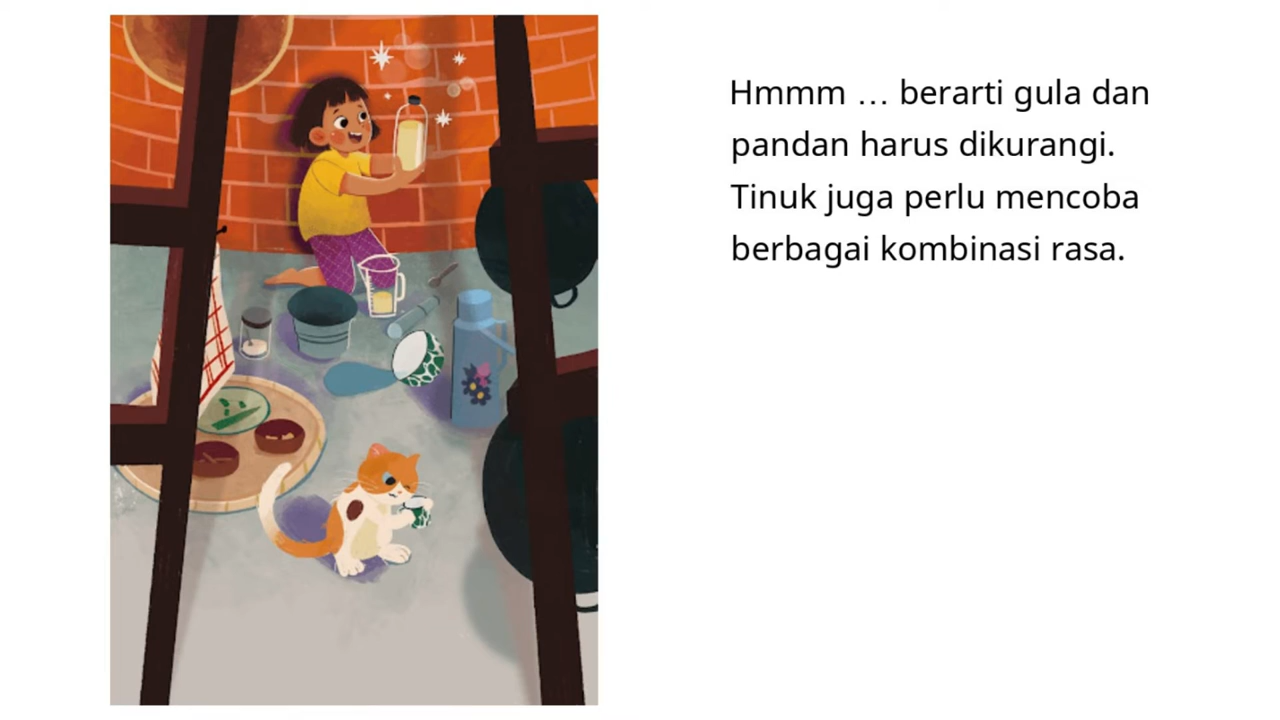 Hmmm … berarti gula dan
pandan harus dikurangi.
Tinuk juga perlu mencoba
berbagai kombinasi rasa.